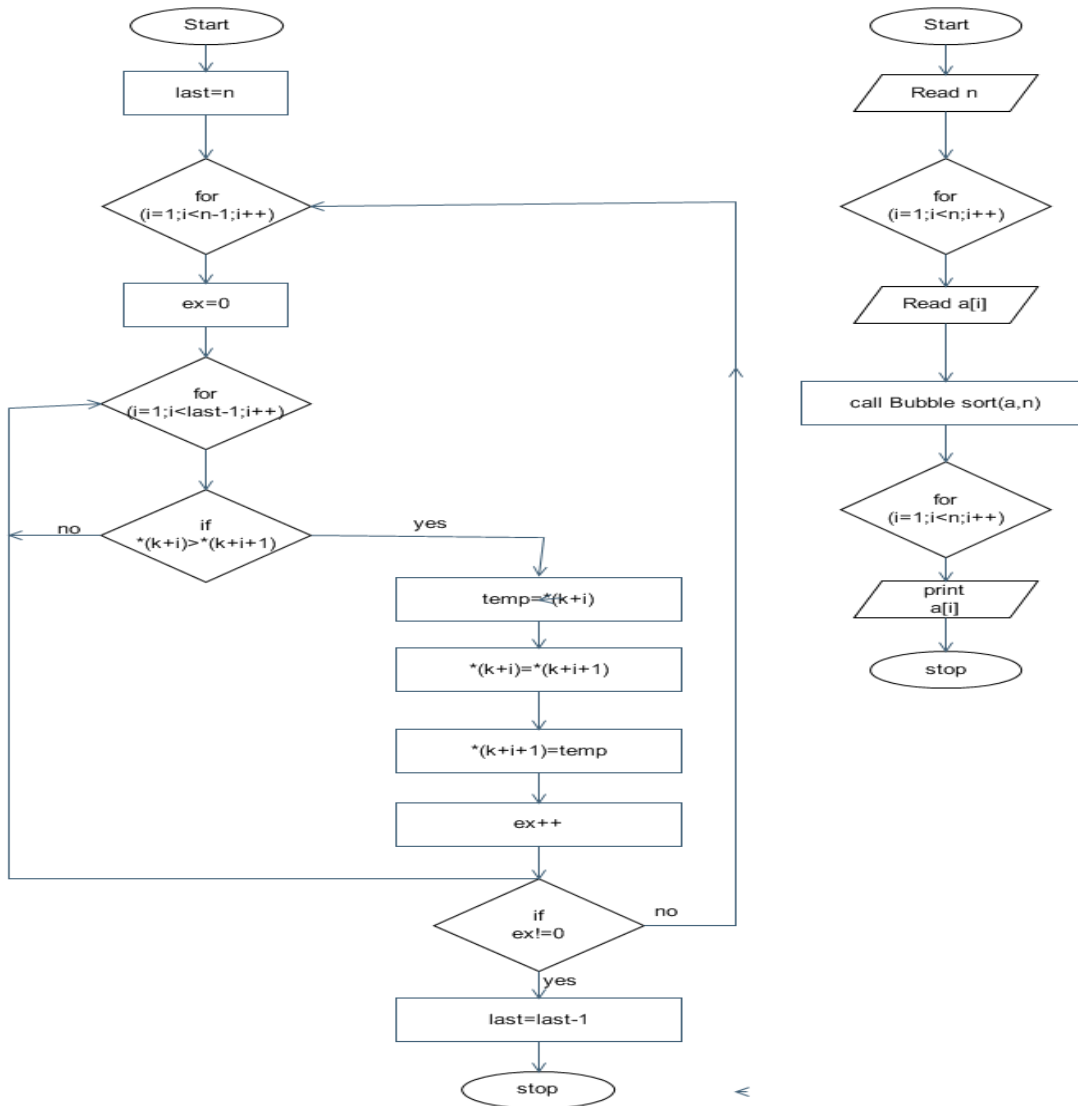 Start
last=n
for
(i=1;i<n-1;i++)
ex=0
for
(i=1;i<last-1;i++)
if
*(k+i)>*(k+i+1)
no
yes
temp=*(k+i)
*(k+i)=*(k+i+1)
*(k+i+1)=temp
ex++
if
ex!=0
no
yes
last=last-1
stop
Start
Read n
for
(i=1;i<n;i++)
Read a[i]
call Bubble sort(a,n)
for
(i=1;i<n;i++)
print
a[i]
stop